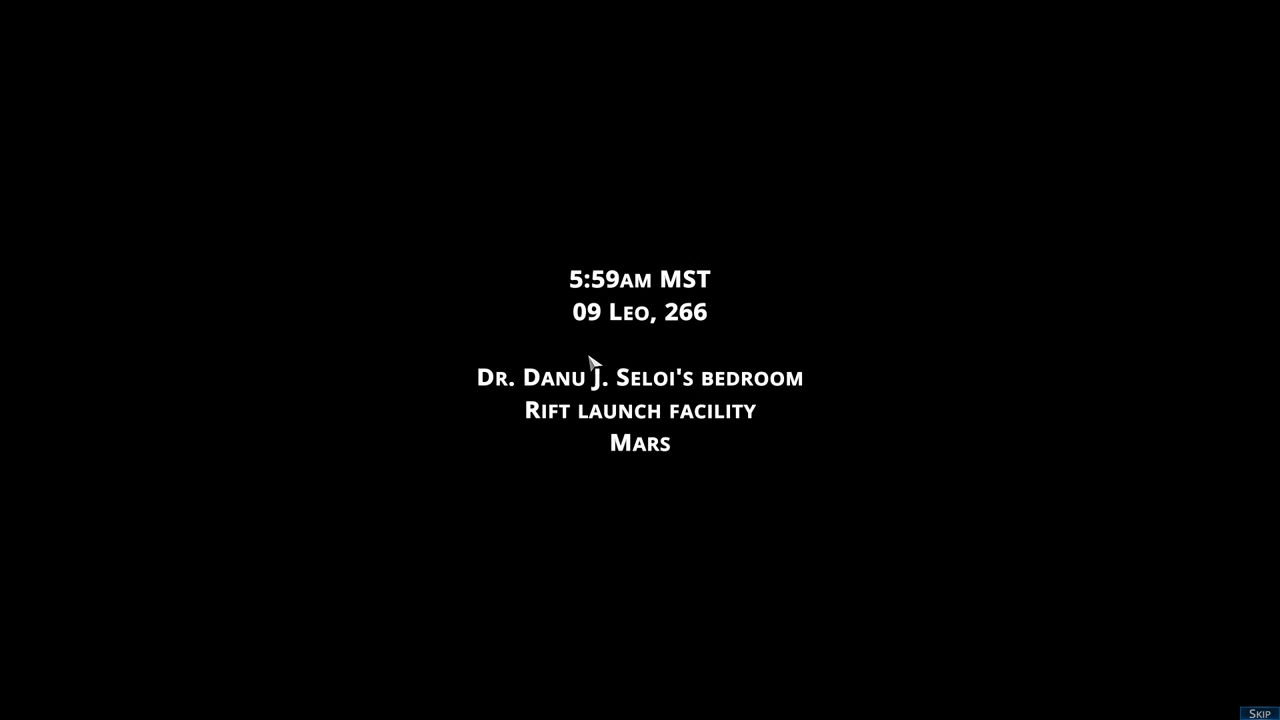 5:59am MST
09 Leo, 266
Dr. Danu J. Seloi's bedroom
Rift launch facility
Mars
Skip